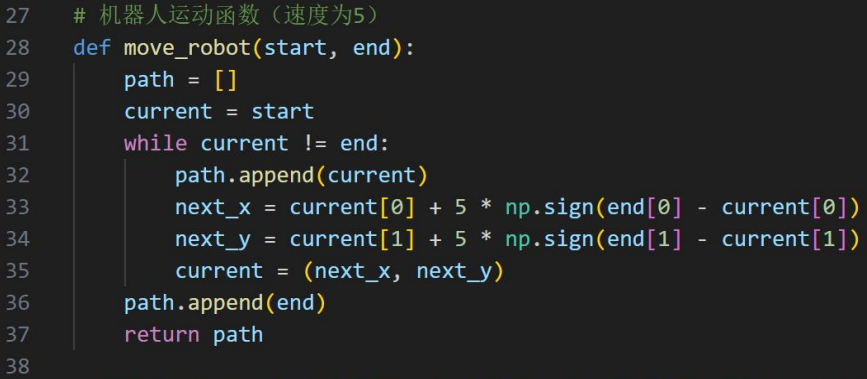 27 # 机器人运动函数（速度为5）
28 def move_robot(start, end):
29     path = []
30     current = start
31     while current != end:
32         path.append(current)
33         next_x = current[0] + 5 * np.sign(end[0] - current[0])
34         next_y = current[1] + 5 * np.sign(end[1] - current[1])
35         current = (next_x, next_y)
36     path.append(end)
37     return path
38